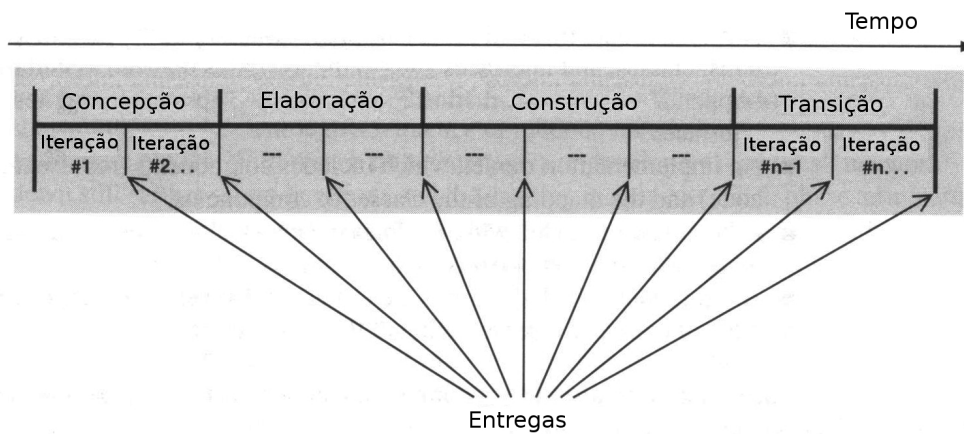 Tempo
Concepção Elaboração Construção Transição
Iteração Iteração --- --- --- --- --- Iteração Iteração
#1 #2... #n-1 #n...
Entregas